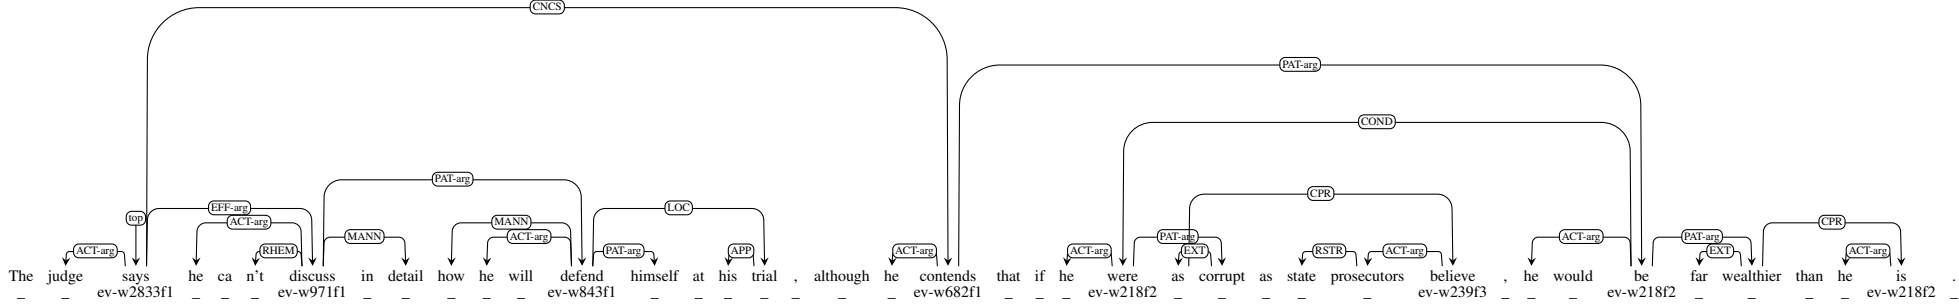 CNCS
PAT-arg
COND
PAT-arg
CPR
EFF-arg LOC
top ACT-arg MANN CPR
MANN ACT-arg PAT-arg ACT-arg PAT-arg
ACT-arg RHEM PAT-arg APP ACT-arg ACT-arg EXT RSTR ACT-arg EXT ACT-arg
The judge says he ca n't discuss in detail how he will defend himself at his trial , although he contends that if he were as corrupt as state prosecutors believe , he would be far wealthier than he is .
_ _ ev-w2833f1 _ _ _ ev-w971f1 _ _ _ _ _ ev-w843f1 _ _ _ _ _ _ _ ev-w682f1 _ _ _ ev-w218f2 _ _ _ _ _ ev-w239f3 _ _ _ ev-w218f2 _ _ _ _ ev-w218f2 _